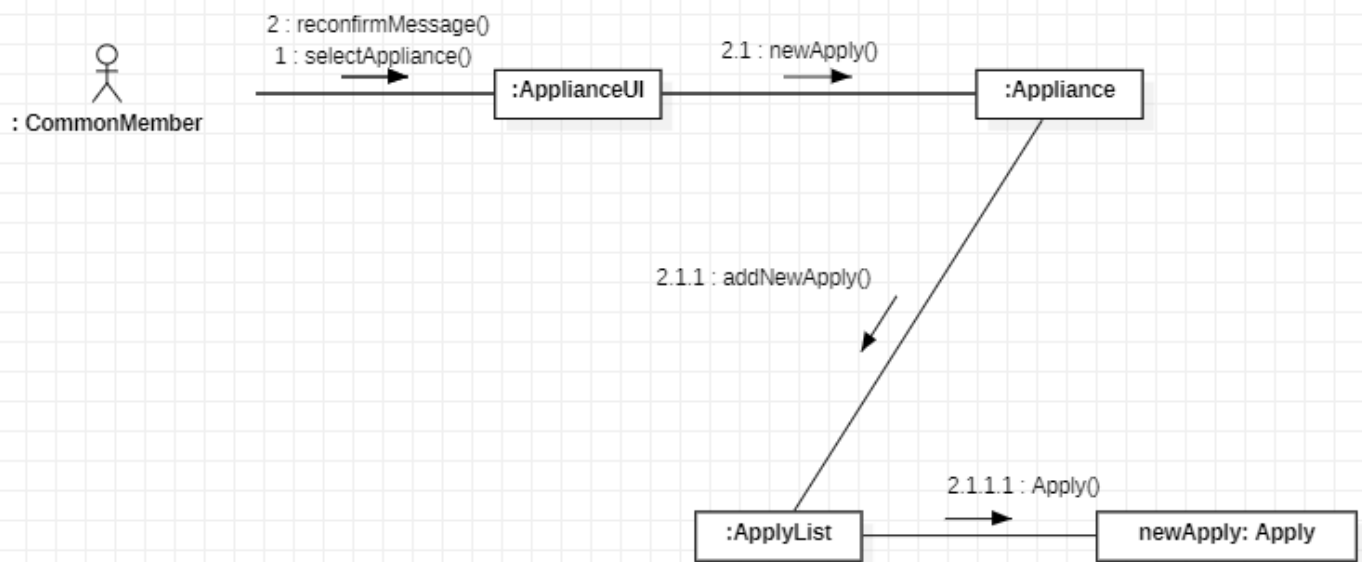 2 : reconfirmMessage()
1 : selectAppliance()
2.1 : newApply()
:ApplianceUI
:Appliance
: CommonMember
2.1.1 : addNewApply()
2.1.1.1 : Apply()
:ApplyList
newApply: Apply